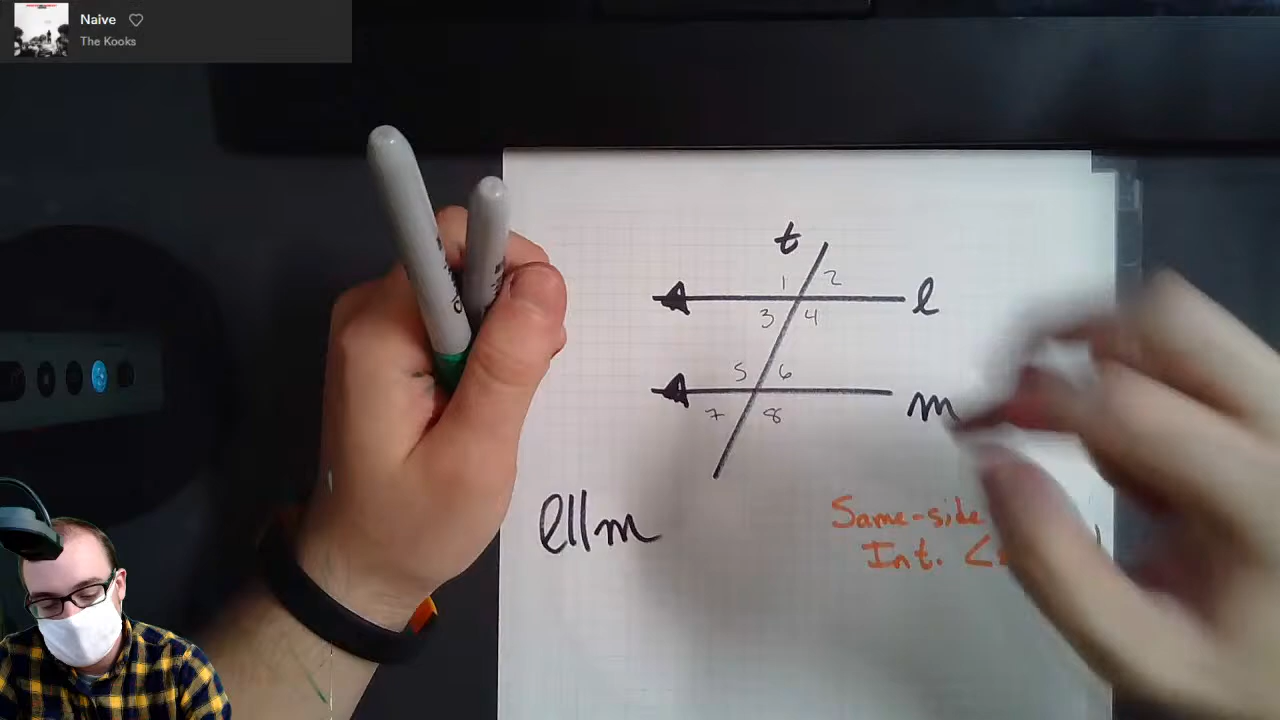 Naive
The Kooks
t
1 2
l
3 4
5 6
m
7 8
l||m
Same-side
Int.